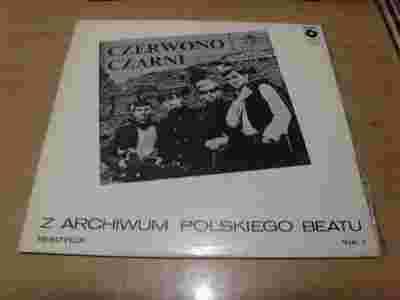 CZERWONO
CZARNI
Z ARCHIWUM POLSKIEGO BEATU